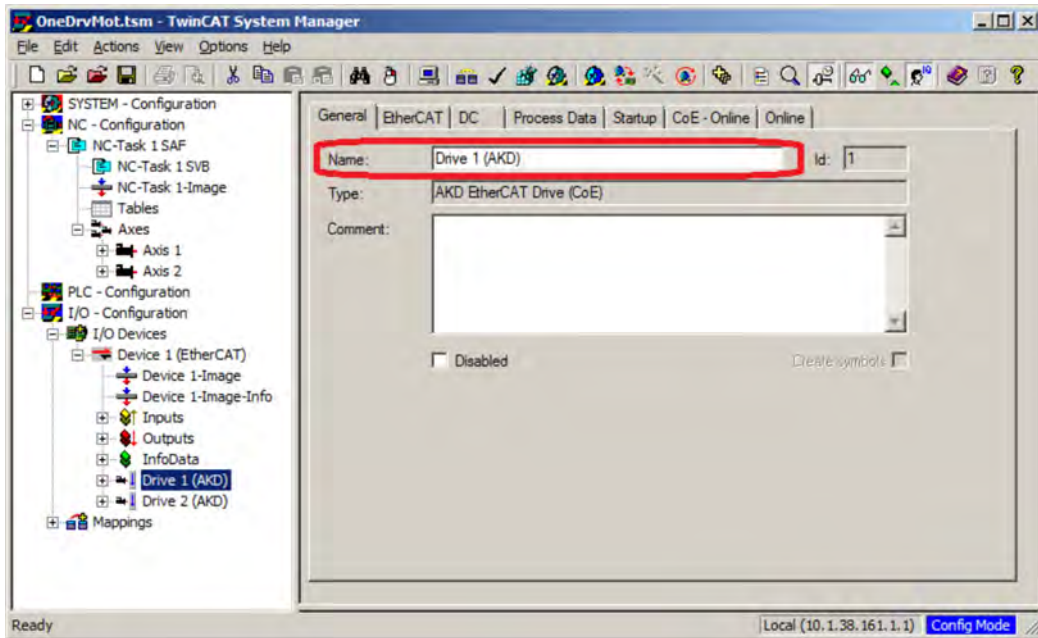 OneDrvMot.tsm - TwinCAT System Manager
File Edit Actions View Options Help
SYSTEM - Configuration
NC - Configuration
NC-Task 1 SAF
NC-Task 1 SVB
NC-Task 1-Image
Tables
Axes
Axis 1
Axis 2
PLC - Configuration
I/O - Configuration
I/O Devices
Device 1 (EtherCAT)
Device 1-Image
Device 1-Image-Info
Inputs
Outputs
InfoData
Drive 1 (AKD)
Drive 2 (AKD)
Mappings
General EtherCAT DC Process Data Startup CoE - Online Online
Name: Drive 1 (AKD) Id: 1
Type: AKD EtherCAT Drive (CoE)
Comment:
Disabled Create symbols
Ready Local (10.1.38.161.1.1) Config Mode